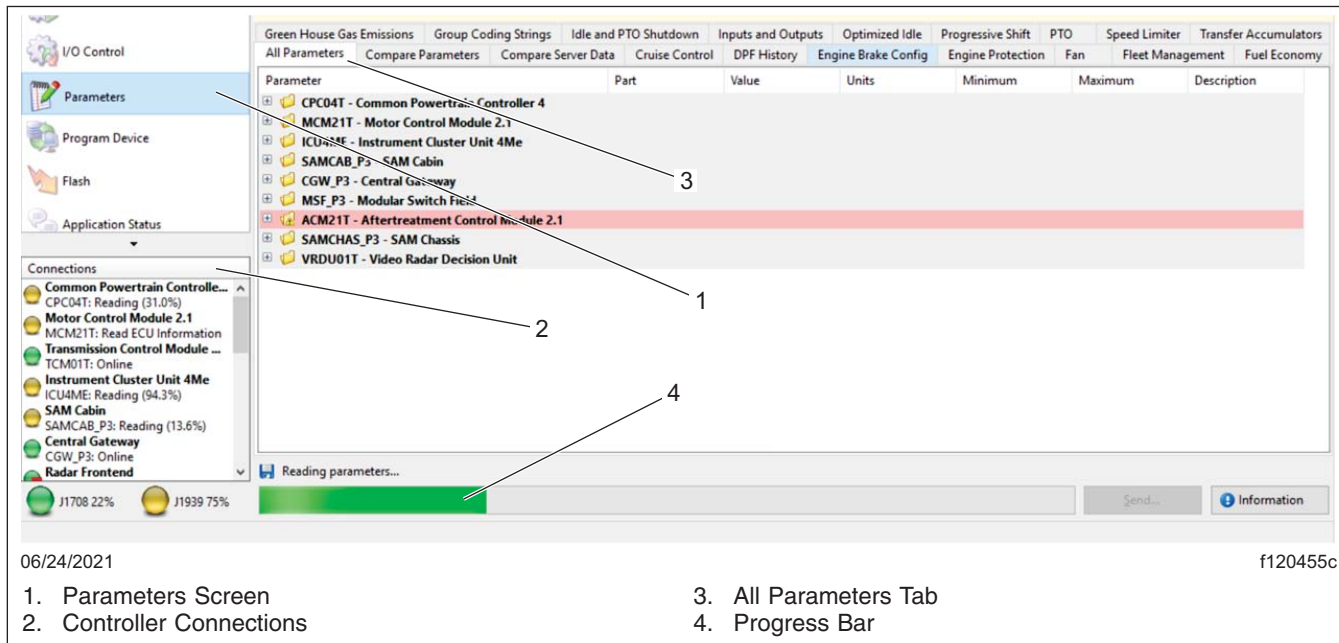 I/O Control
Parameters
Program Device
Flash
Application Status
Connections
Common Powertrain Controlle...
CPC04T: Reading (31.0%)
Motor Control Module 2.1
MCM21T: Read ECU Information
Transmission Control Module ...
TCM01T: Online
Instrument Cluster Unit 4Me
ICU4ME: Reading (94.3%)
SAM Cabin
SAMCAB_P3: Reading (13.6%)
Central Gateway
CGW_P3: Online
Radar Frontend
J1708 22% J1939 75%
Green House Gas Emissions Group Coding Strings Idle and PTO Shutdown Inputs and Outputs Optimized Idle Progressive Shift PTO Speed Limiter Transfer Accumulators
All Parameters Compare Parameters Compare Server Data Cruise Control DPF History Engine Brake Config Engine Protection Fan Fleet Management Fuel Economy
Parameter Part Value Units Minimum Maximum Description
CPC04T - Common Powertrain Controller 4
MCM21T - Motor Control Module 2.1
ICU4ME - Instrument Cluster Unit 4Me
SAMCAB_P3 - SAM Cabin
CGW_P3 - Central Gateway
MSF_P3 - Modular Switch Field
ACM21T - Aftertreatment Control Module 2.1
SAMCHAS_P3 - SAM Chassis
VRDU01T - Video Radar Decision Unit
3
1
2
4
Reading parameters...
Send... Information
06/24/2021 f120455c
1. Parameters Screen
2. Controller Connections
3. All Parameters Tab
4. Progress Bar